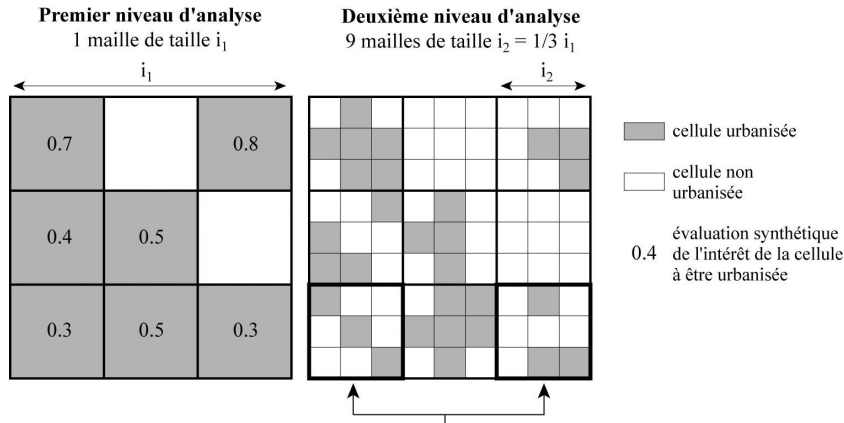 Premier niveau d'analyse
1 maille de taille i₁
i₁
0.7
0.8
0.4
0.5
0.3
0.5
0.3
Deuxième niveau d'analyse
9 mailles de taille i₂ = 1/3 i₁
i₂
cellule urbanisée
cellule non
urbanisée
0.4
évaluation synthétique
de l'intérêt de la cellule
à être urbanisée